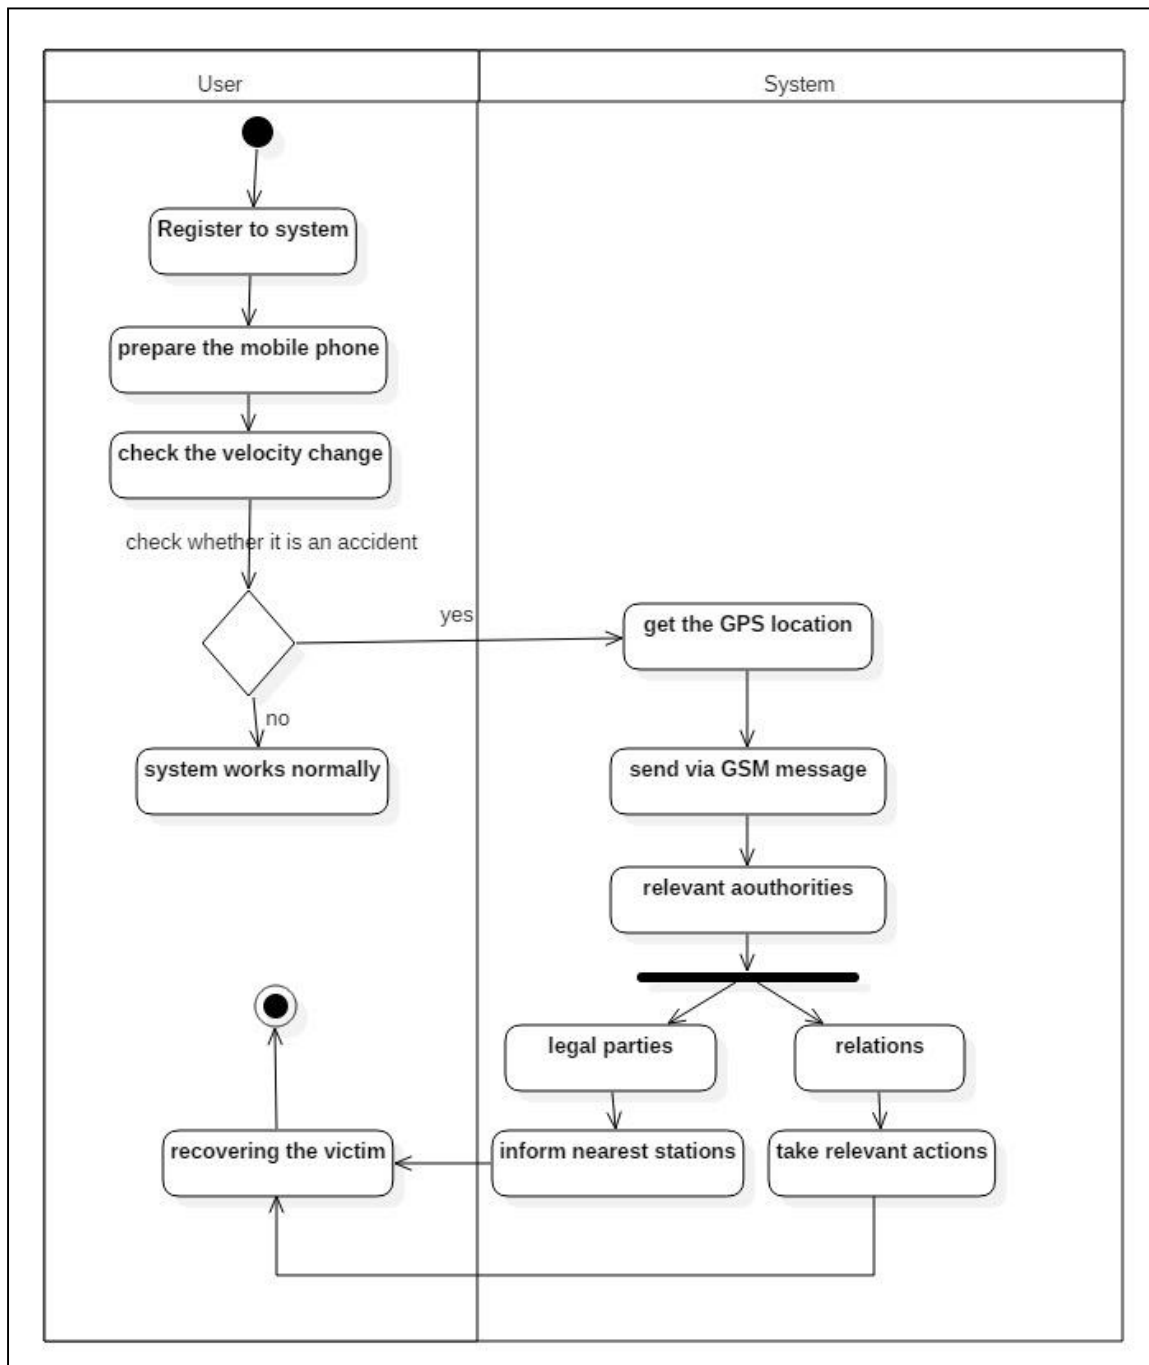 User
System
Register to system
prepare the mobile phone
check the velocity change
check whether it is an accident
yes
get the GPS location
no
system works normally
send via GSM message
relevant aouthorities
legal parties
relations
recovering the victim
inform nearest stations
take relevant actions